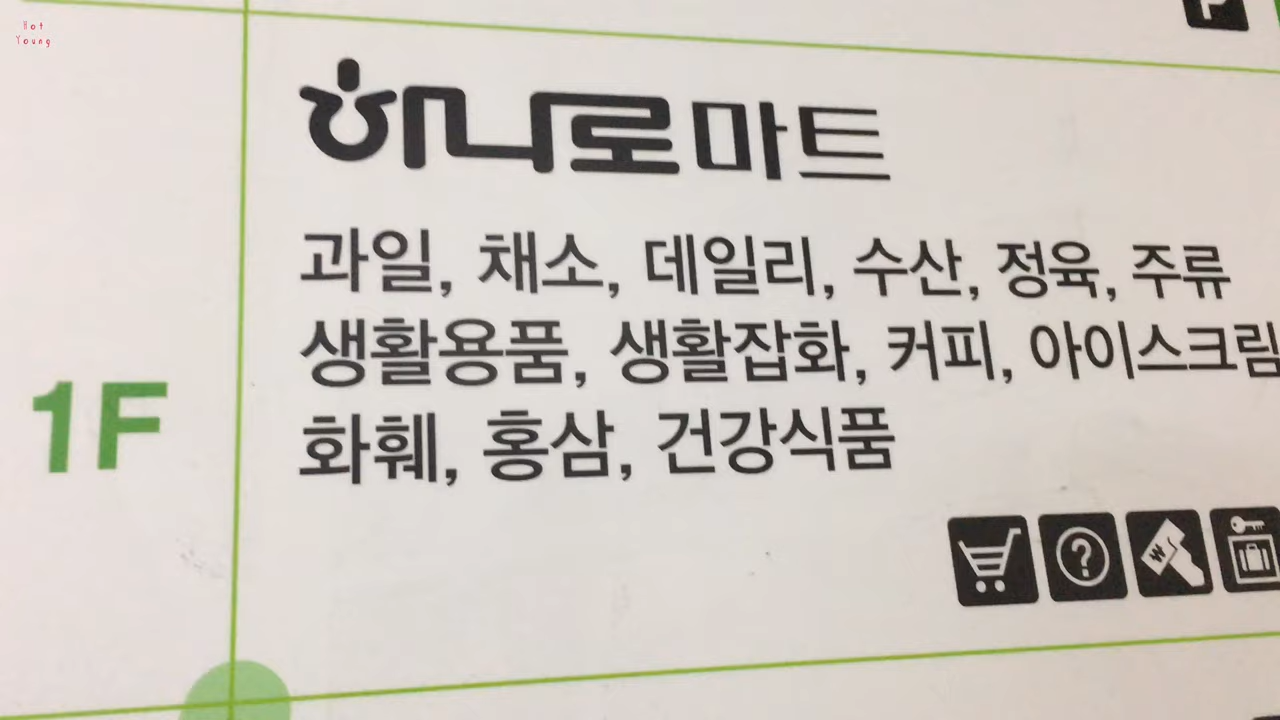 Hot
Young
하나로마트
과일, 채소, 데일리, 수산, 정육, 주류
생활용품, 생활잡화, 커피, 아이스크림
1F
화훼, 홍삼, 건강식품
₩